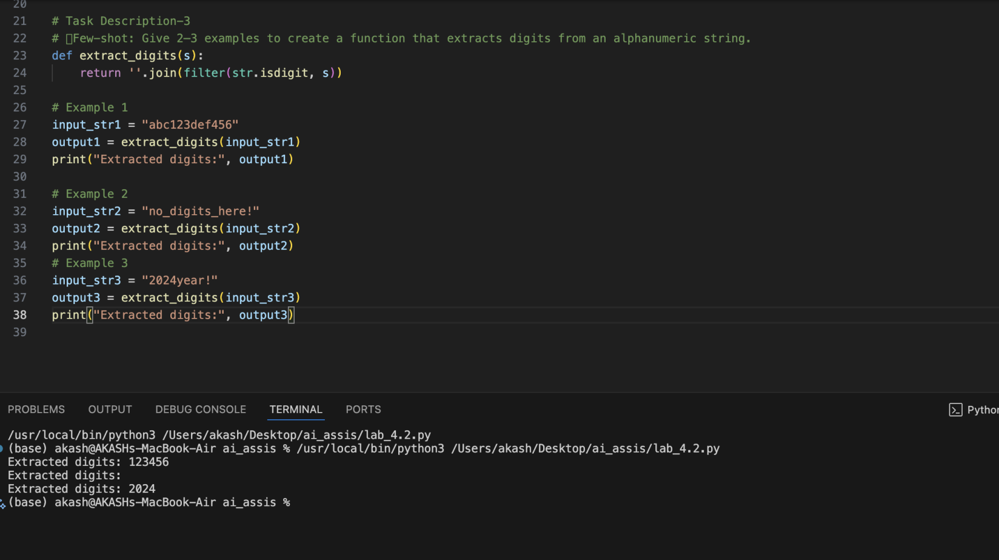 20
21 # Task Description-3
22 # Few-shot: Give 2-3 examples to create a function that extracts digits from an alphanumeric string.
23 def extract_digits(s):
24     return ''.join(filter(str.isdigit, s))
25
26 # Example 1
27 input_str1 = "abc123def456"
28 output1 = extract_digits(input_str1)
29 print("Extracted digits:", output1)
30
31 # Example 2
32 input_str2 = "no_digits_here!"
33 output2 = extract_digits(input_str2)
34 print("Extracted digits:", output2)
35 # Example 3
36 input_str3 = "2024year!"
37 output3 = extract_digits(input_str3)
38 print("Extracted digits:", output3)
39
PROBLEMS OUTPUT DEBUG CONSOLE TERMINAL PORTS Python
/usr/local/bin/python3 /Users/akash/Desktop/ai_assis/lab_4.2.py
(base) akash@AKASHs-MacBook-Air ai_assis % /usr/local/bin/python3 /Users/akash/Desktop/ai_assis/lab_4.2.py
Extracted digits: 123456
Extracted digits:
Extracted digits: 2024
(base) akash@AKASHs-MacBook-Air ai_assis %